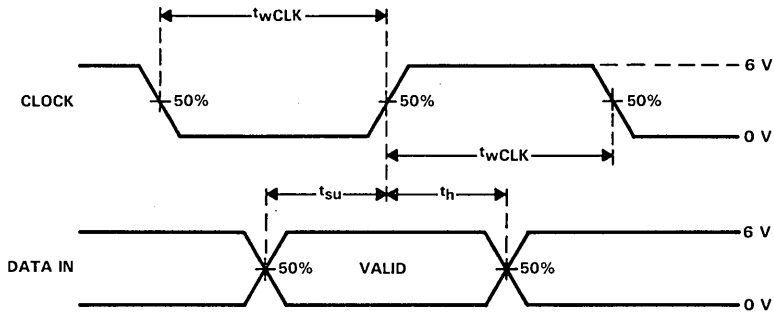 twCLK
6 V
CLOCK
50%
50%
50%
0 V
twCLK
tsu
th
6 V
DATA IN
50%
VALID
50%
0 V